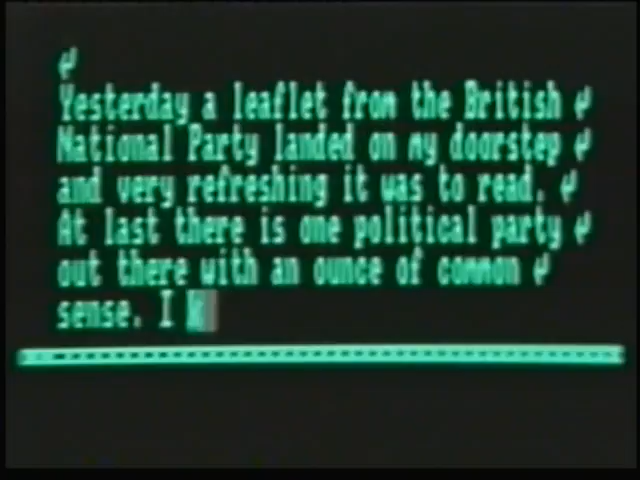 Yesterday a leaflet from the British
National Party landed on my doorstep
and very refreshing it was to read.
At last there is one political party
out there with an ounce of common
sense. I